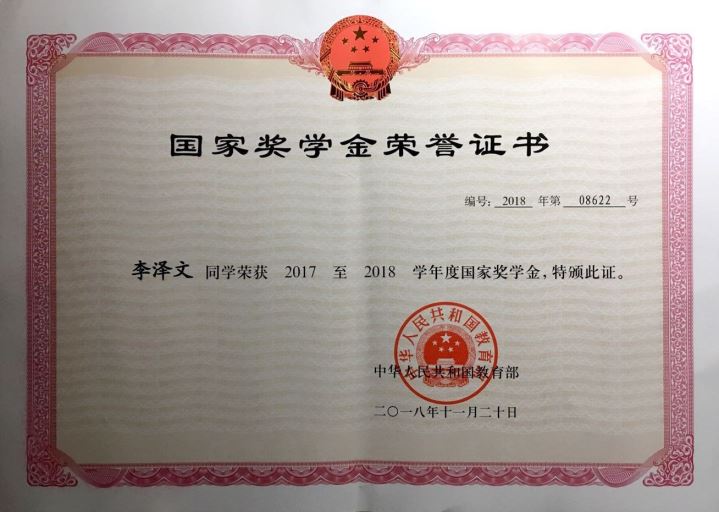 国家奖学金荣誉证书
编号: 2018 年第 08622 号
李泽文 同学荣获 2017 至 2018 学年度国家奖学金,特颁此证。
中华人民共和国教育部
中华人民共和国教育部
二〇一八年十一月二十日